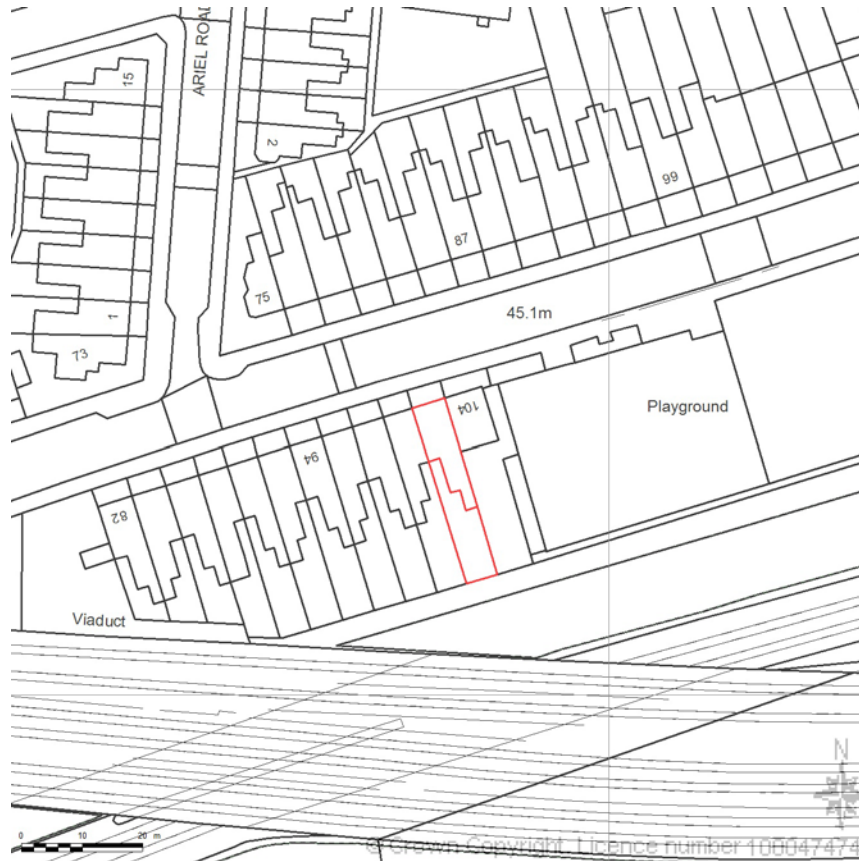 ARIEL ROAD
15
2
99
87
75
45.1m
1
73
104
Playground
94
82
Viaduct
N
0 10 20 m
© Crown Copyright. Licence number 100047474